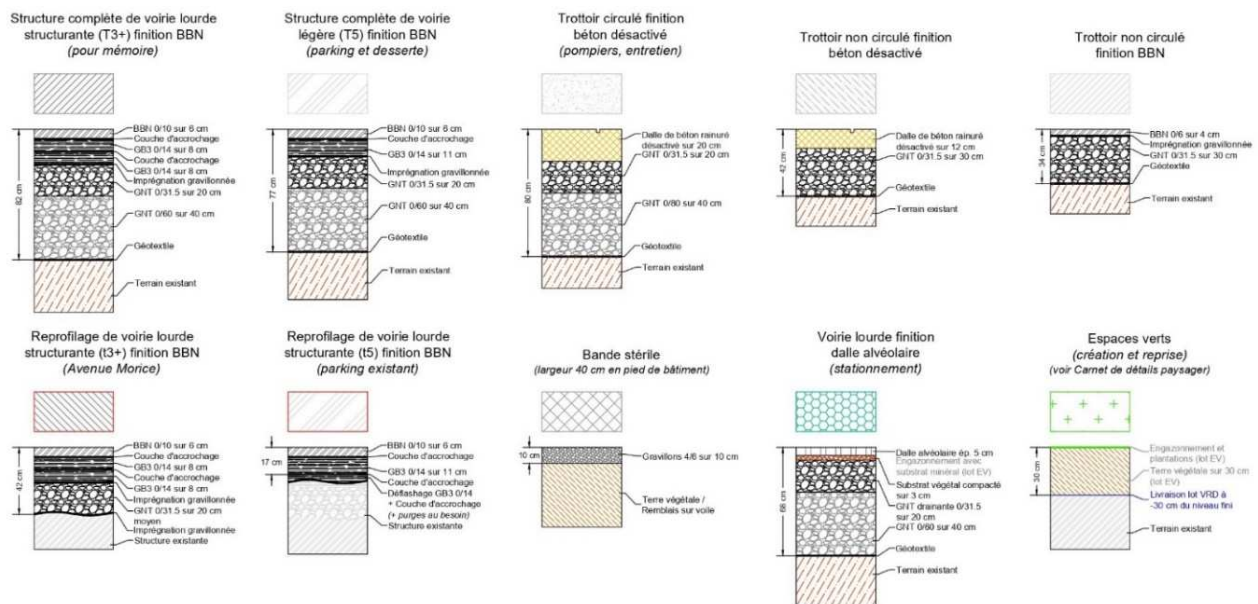 Structure complète de voirie lourde
structurante (T3+) finition BBN
(pour mémoire)
82 cm
BBN 0/10 sur 6 cm
Couche d'accrochage
GB3 0/14 sur 8 cm
Couche d'accrochage
GB3 0/14 sur 8 cm
Imprégnation gravillonnée
GNT 0/31.5 sur 20 cm
GNT 0/60 sur 40 cm
Géotextile
Terrain existant
Structure complète de voirie
légère (T5) finition BBN
(parking et desserte)
77 cm
BBN 0/10 sur 6 cm
Couche d'accrochage
GB3 0/14 sur 11 cm
Imprégnation gravillonnée
GNT 0/31.5 sur 20 cm
GNT 0/60 sur 40 cm
Géotextile
Terrain existant
Trottoir circulé finition
béton désactivé
(pompiers, entretien)
80 cm
Dalle de béton rainuré
désactivé sur 20 cm
GNT 0/31.5 sur 20 cm
GNT 0/80 sur 40 cm
Géotextile
Terrain existant
Trottoir non circulé finition
béton désactivé
42 cm
Dalle de béton rainuré
désactivé sur 12 cm
GNT 0/31.5 sur 30 cm
Géotextile
Terrain existant
Trottoir non circulé
finition BBN
34 cm
BBN 0/6 sur 4 cm
Imprégnation gravillonnée
GNT 0/31.5 sur 30 cm
Géotextile
Terrain existant
Reprofilage de voirie lourde
structurante (t3+) finition BBN
(Avenue Morice)
42 cm
BBN 0/10 sur 6 cm
Couche d'accrochage
GB3 0/14 sur 8 cm
Couche d'accrochage
GB3 0/14 sur 8 cm
Imprégnation gravillonnée
GNT 0/31.5 sur 20 cm
moyen
Imprégnation gravillonnée
Structure existante
Reprofilage de voirie lourde
structurante (t5) finition BBN
(parking existant)
17 cm
BBN 0/10 sur 6 cm
Couche d'accrochage
GB3 0/14 sur 11 cm
Couche d'accrochage
Déflashage GB3 0/14
+ Couche d'accrochage
(+ purges au besoin)
Structure existante
Bande stérile
(largeur 40 cm en pied de bâtiment)
10 cm
Gravillons 4/6 sur 10 cm
Terre végétale /
Remblais sur voile
Voirie lourde finition
dalle alvéolaire
(stationnement)
68 cm
Dalle alvéolaire ép. 5 cm
Engazonnement avec
substrat minéral (lot EV)
Substrat végétal compacté
sur 3 cm
GNT drainante 0/31.5
sur 20 cm
GNT 0/60 sur 40 cm
Géotextile
Terrain existant
Espaces verts
(création et reprise)
(voir Carnet de détails paysager)
30 cm
Engazonnement et
plantations (lot EV)
Terre végétale sur 30 cm
(lot EV)
Livraison lot VRD à
-30 cm du niveau fini
Terrain existant